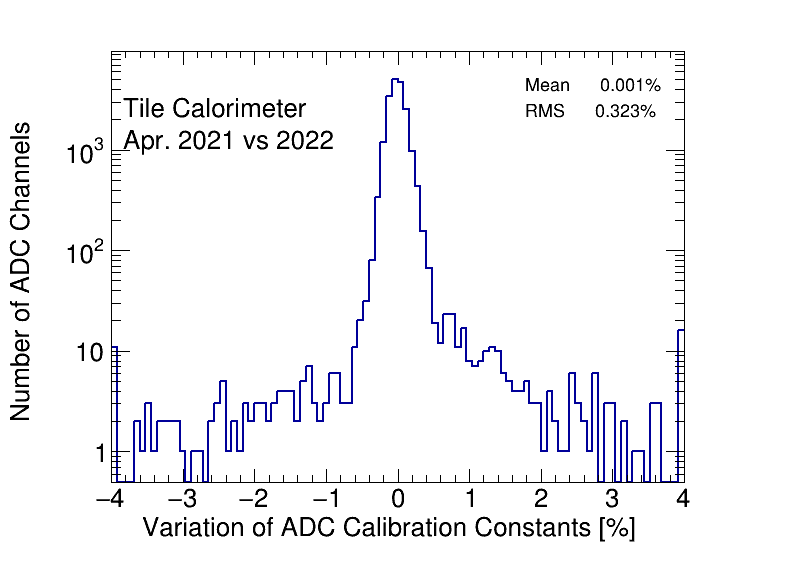 Tile Calorimeter
Apr. 2021 vs 2022
Mean 0.001%
RMS 0.323%
Number of ADC Channels
10³
10²
10
1
−4 −3 −2 −1 0 1 2 3 4
Variation of ADC Calibration Constants [%]